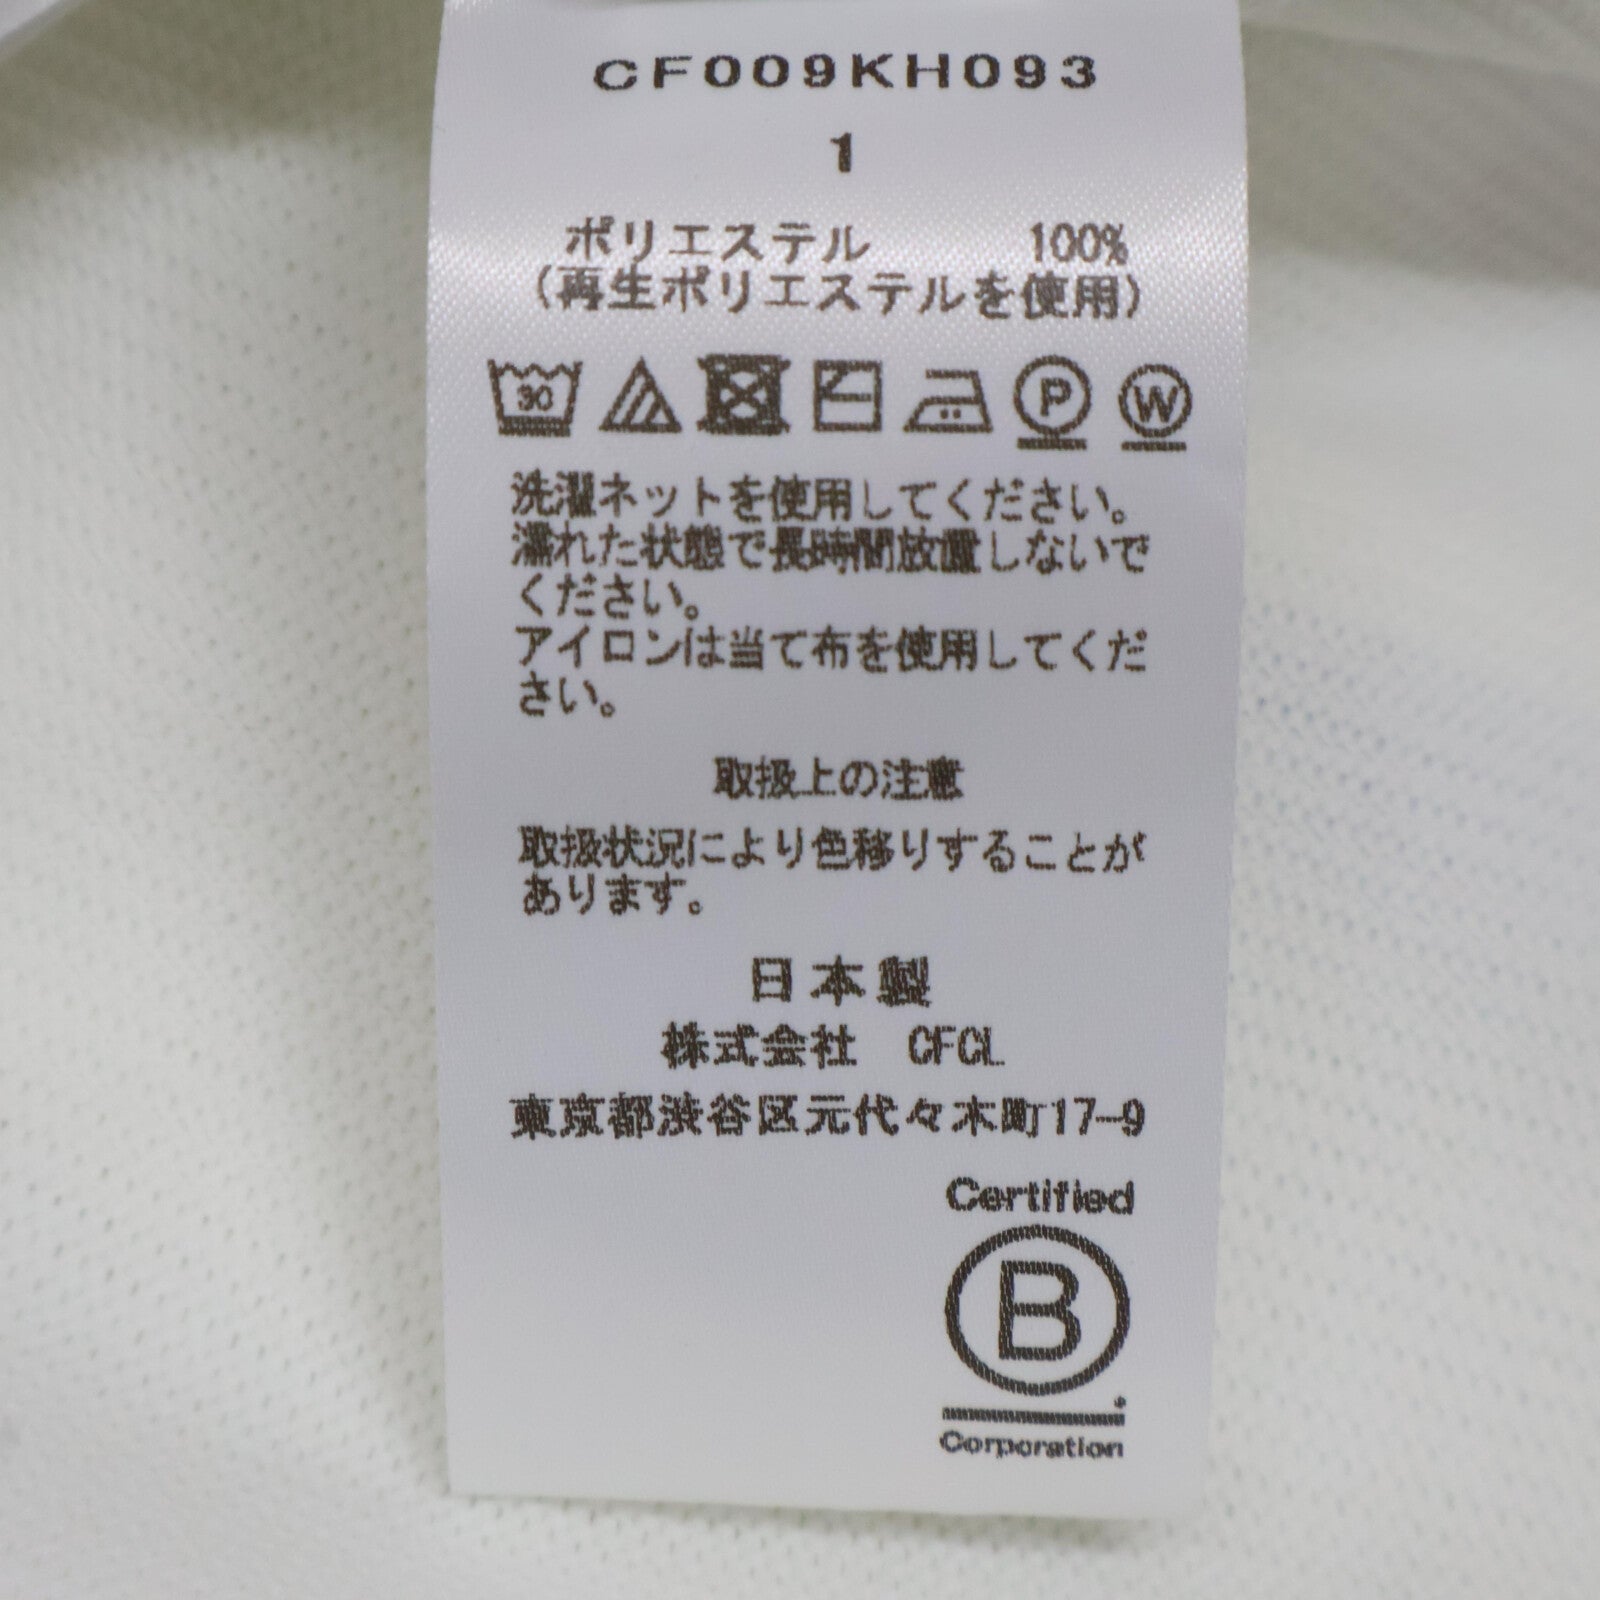 CF009KH093
1
ポリエステル 100%
(再生ポリエステルを使用)
30 P W
洗濯ネットを使用してください。
濡れた状態で長時間放置しないで
ください。
アイロンは当て布を使用してくだ
さい。
取扱上の注意
取扱状況により色移りすることが
あります。
日本製
株式会社 CFCL
東京都渋谷区元代々木町17-9
Certified
B
Corporation